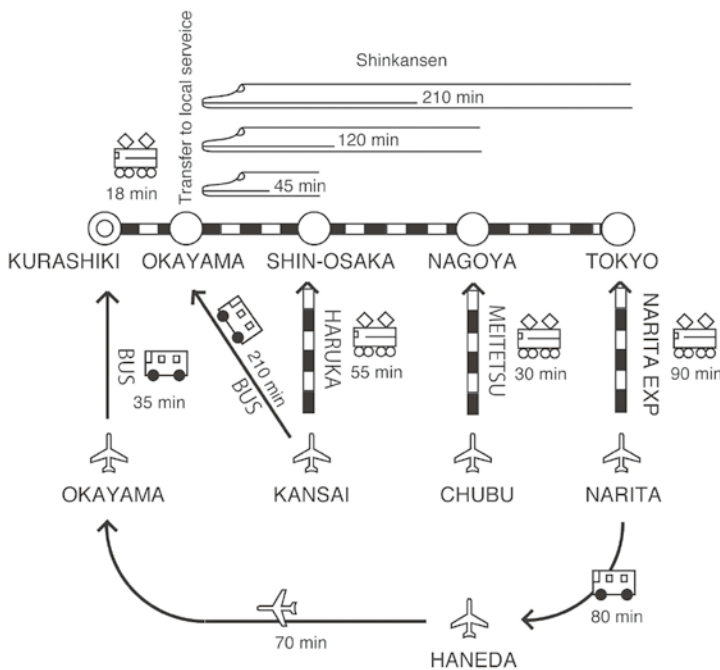 Shinkansen
Transfer to local serveice
210 min
120 min
45 min
18 min
KURASHIKI
OKAYAMA
SHIN-OSAKA
NAGOYA
TOKYO
BUS
35 min
210 min
BUS
HARUKA
55 min
MEITETSU
30 min
NARITA EXP
90 min
OKAYAMA
KANSAI
CHUBU
NARITA
80 min
70 min
HANEDA